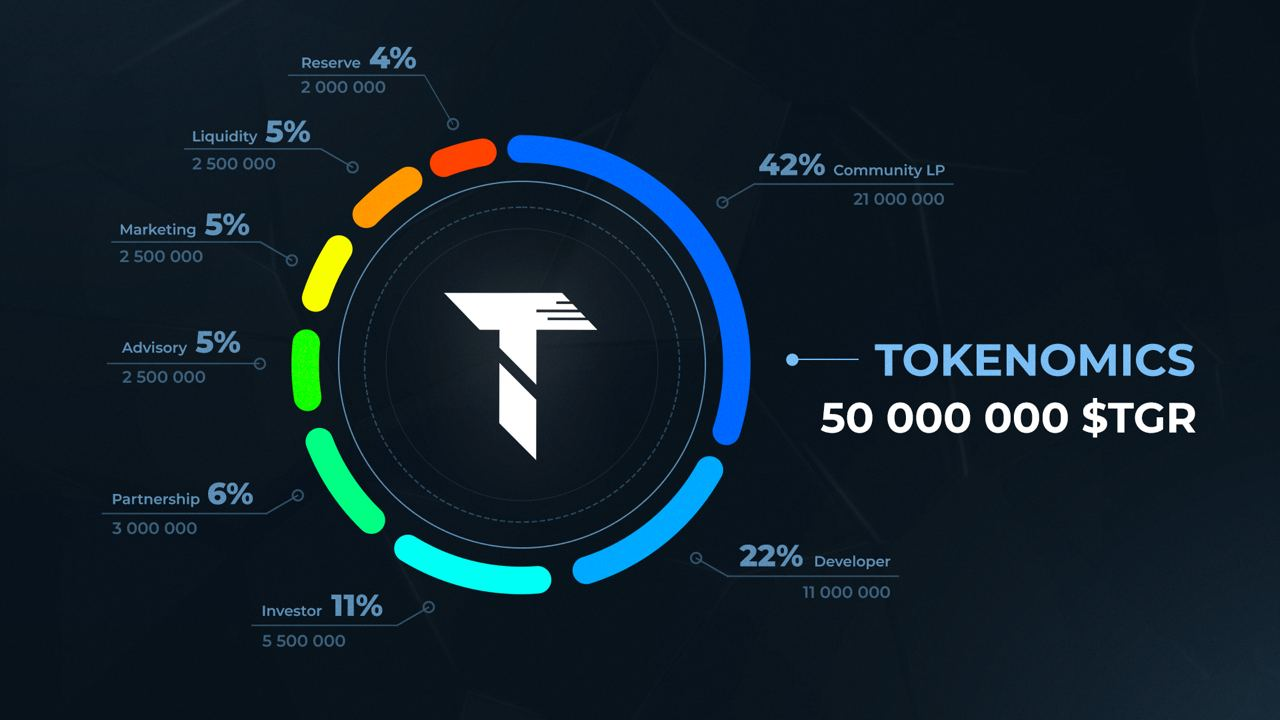 Reserve 4%
2 000 000
Liquidity 5%
2 500 000
42% Community LP
21 000 000
Marketing 5%
2 500 000
Advisory 5%
2 500 000
TOKENOMICS
50 000 000 $TGR
Partnership 6%
3 000 000
22% Developer
11 000 000
Investor 11%
5 500 000